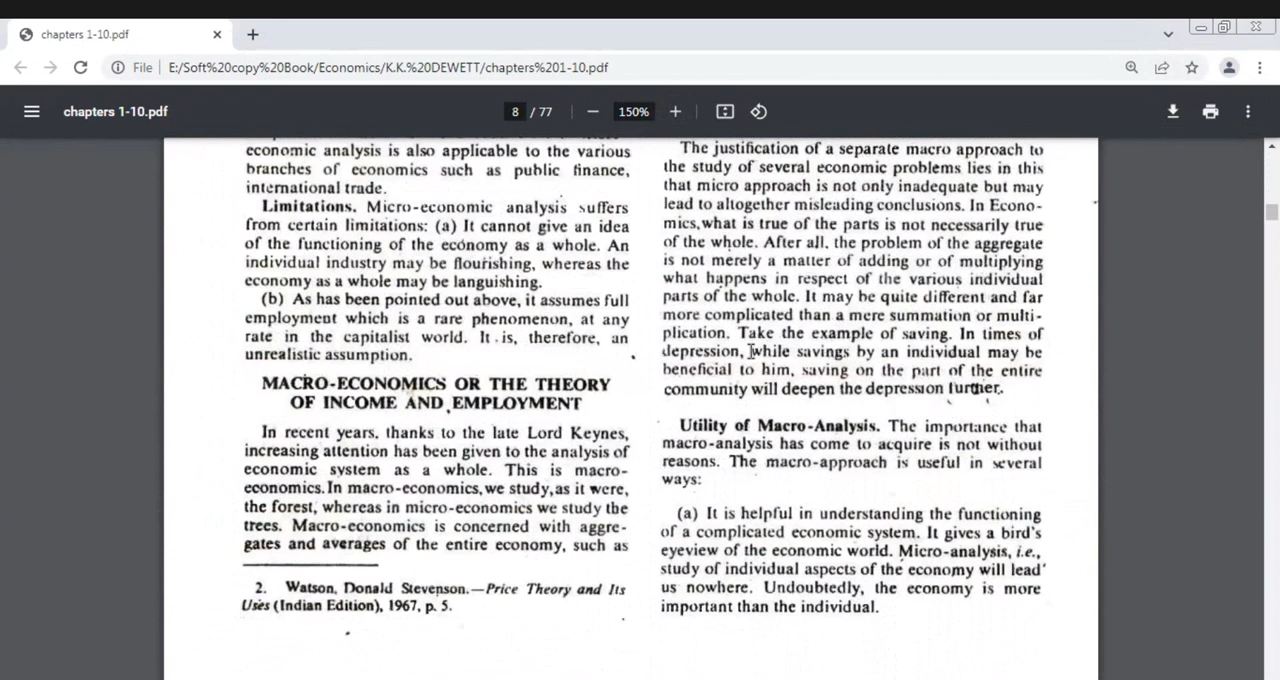 chapters 1-10.pdf
File
E:/Soft%20copy%20Book/Economics/K.K.%20DEWETT/chapters%201-10.pdf
chapters 1-10.pdf
8 / 77
150%
economic analysis is also applicable to the various
branches of economics such as public finance,
international trade.
Limitations. Micro-economic analysis suffers
from certain limitations: (a) It cannot give an idea
of the functioning of the economy as a whole. An
individual industry may be flourishing, whereas the
economy as a whole may be languishing.
(b) As has been pointed out above, it assumes full
employment which is a rare phenomenon, at any
rate in the capitalist world. It is, therefore, an
unrealistic assumption.
MACRO-ECONOMICS OR THE THEORY
OF INCOME AND EMPLOYMENT
In recent years, thanks to the late Lord Keynes,
increasing attention has been given to the analysis of
economic system as a whole. This is macro-
economics. In macro-economics, we study, as it were,
the forest, whereas in micro-economics we study the
trees. Macro-economics is concerned with aggre-
gates and averages of the entire economy, such as
2. Watson, Donald Stevenson.—Price Theory and Its
Uses (Indian Edition), 1967, p. 5.
The justification of a separate macro approach to
the study of several economic problems lies in this
that micro approach is not only inadequate but may
lead to altogether misleading conclusions. In Econo-
mics, what is true of the parts is not necessarily true
of the whole. After all, the problem of the aggregate
is not merely a matter of adding or of multiplying
what happens in respect of the various individual
parts of the whole. It may be quite different and far
more complicated than a mere summation or multi-
plication. Take the example of saving. In times of
depression, while savings by an individual may be
beneficial to him, saving on the part of the entire
community will deepen the depression further.
Utility of Macro-Analysis. The importance that
macro-analysis has come to acquire is not without
reasons. The macro-approach is useful in several
ways:
(a) It is helpful in understanding the functioning
of a complicated economic system. It gives a bird's
eyeview of the economic world. Micro-analysis, i.e.,
study of individual aspects of the economy will lead
us nowhere. Undoubtedly, the economy is more
important than the individual.